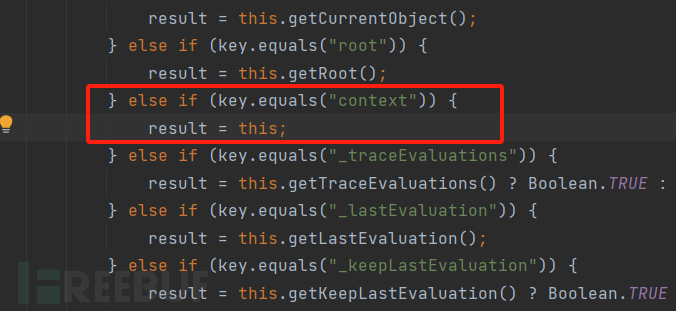 result = this.getCurrentObject();
} else if (key.equals("root")) {
result = this.getRoot();
} else if (key.equals("context")) {
result = this;
} else if (key.equals("_traceEvaluations")) {
result = this.getTraceEvaluations() ? Boolean.TRUE :
} else if (key.equals("_lastEvaluation")) {
result = this.getLastEvaluation();
} else if (key.equals("_keepLastEvaluation")) {
result = this.getKeepLastEvaluation() ? Boolean.TRUE
REEBUF